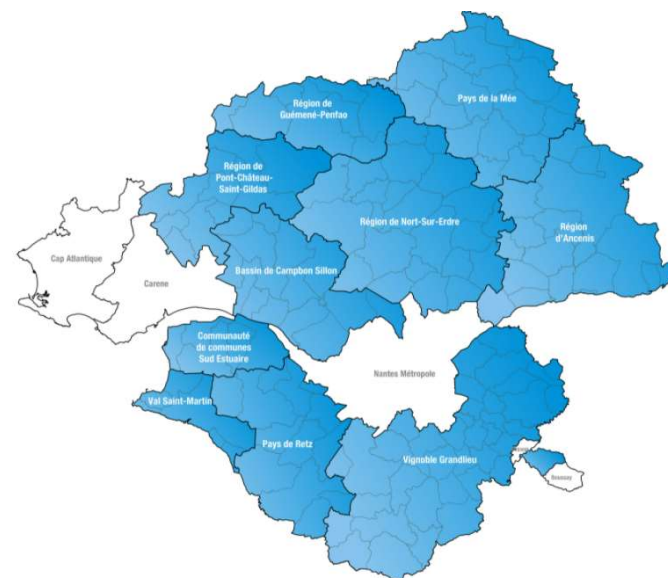 Région de
Guémené-Penfao
Pays de la Mée
Région de
Pont-Château-
Saint-Gildas
Région de Nort-Sur-Erdre
Région
d'Ancenis
Cap Atlantique
Carene
Bassin de Campbon Sillon
Communauté
de communes
Sud Estuaire
Nantes Métropole
Val Saint-Martin
Pays de Retz
Vignoble Grandlieu
Boussay